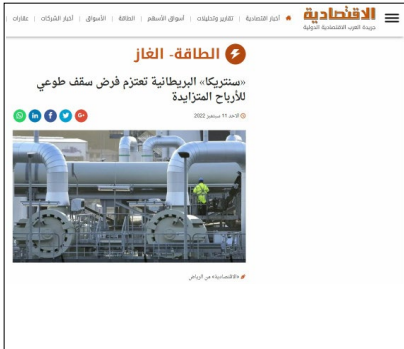 الاقتصادية
جريدة العرب الاقتصادية الدولية
أخبار اقتصادية | تقارير وتحليلات | أسواق الأسهم | الطاقة | الأسواق | أخبار الشركات | عقارات
الطاقة- الغاز
«سنتريكا» البريطانية تعتزم فرض سقف طوعي
للأرباح المتزايدة
الاحد 11 سبتمبر 2022
«الاقتصادية» من الرياض